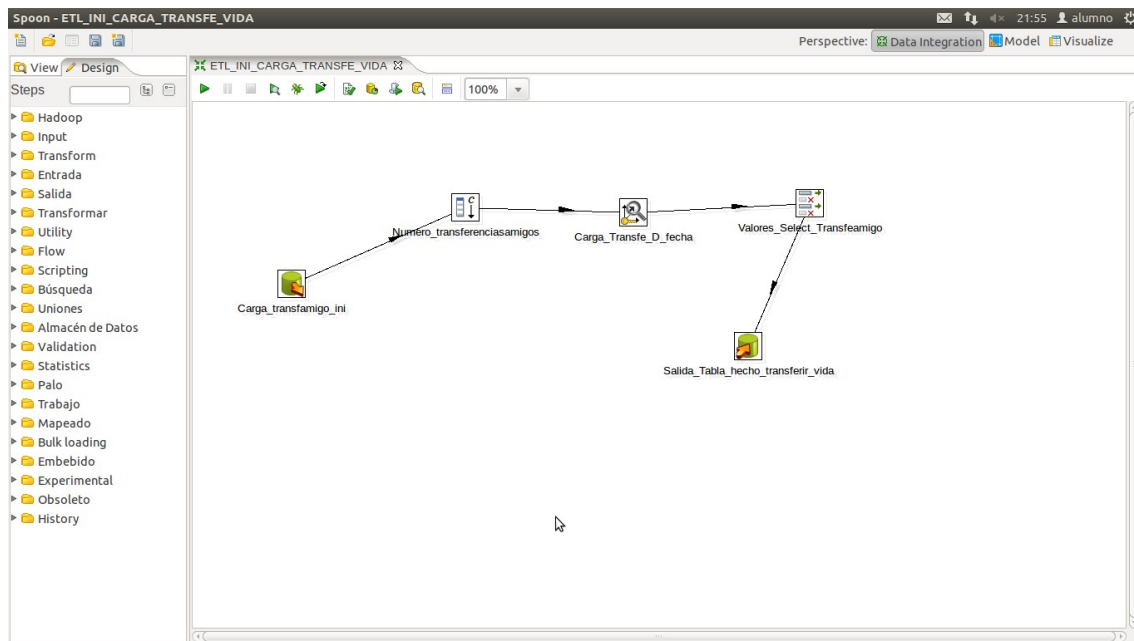 Spoon - ETL_INI_CARGA_TRANSFE_VIDA
21:55 alumno
Perspective: Data Integration Model Visualize
View Design
ETL_INI_CARGA_TRANSFE_VIDA
Steps
100%
Hadoop
Input
Transform
Entrada
Salida
Transformar
Utility
Flow
Scripting
Búsqueda
Uniones
Almacén de Datos
Validation
Statistics
Palo
Trabajo
Mapeado
Bulk loading
Embebido
Experimental
Obsoleto
History
Numero_transferenciasamigos
Carga_Transfe_D_fecha
Valores_Select_Transfeamigo
Carga_transfamigo_ini
Salida_Tabla_hecho_transferir_vida